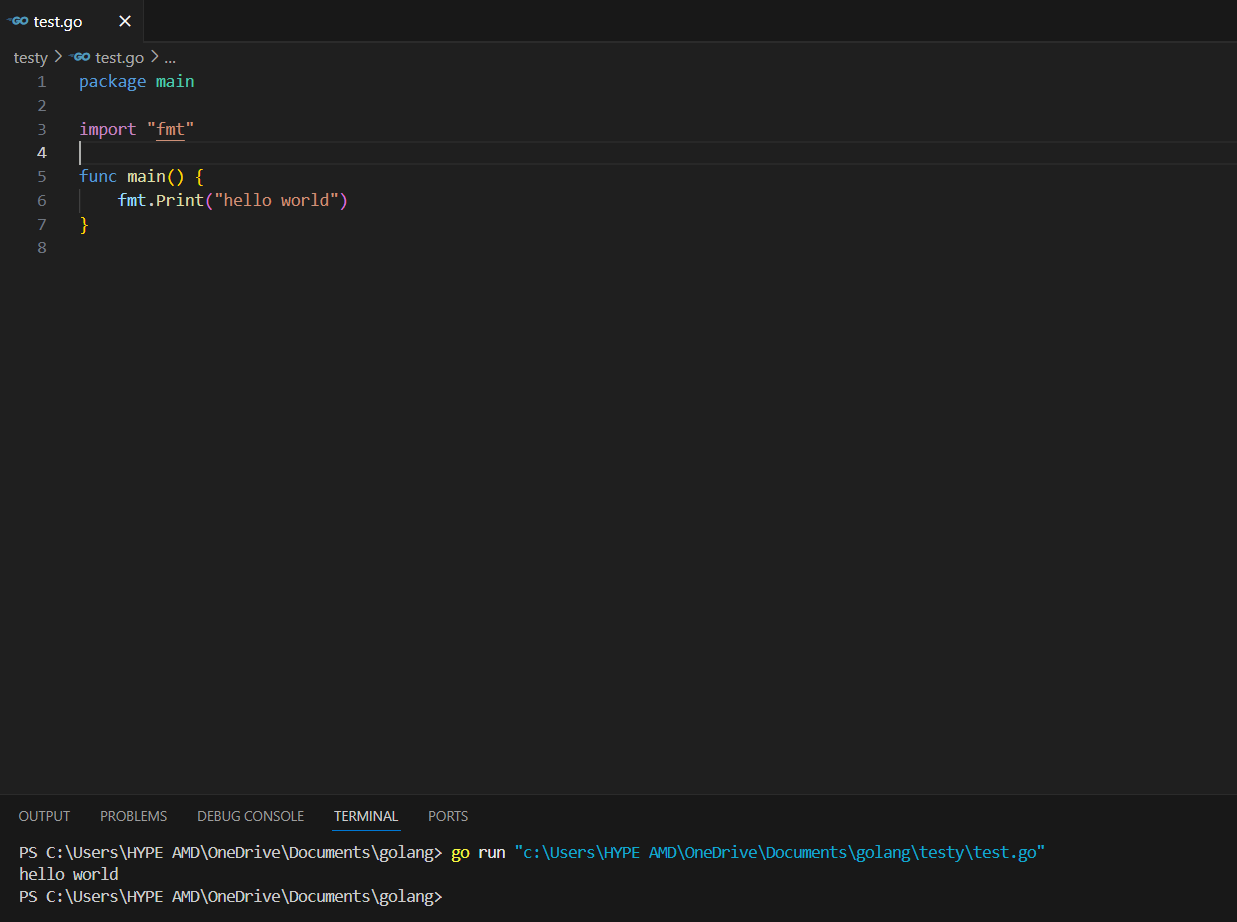 GO test.go ×
testy > GO test.go > ...
1 package main
2
3 import "fmt"
4
5 func main() {
6     fmt.Print("hello world")
7 }
8
OUTPUT PROBLEMS DEBUG CONSOLE TERMINAL PORTS
PS C:\Users\HYPE AMD\OneDrive\Documents\golang> go run "c:\Users\HYPE AMD\OneDrive\Documents\golang\testy\test.go"
hello world
PS C:\Users\HYPE AMD\OneDrive\Documents\golang>